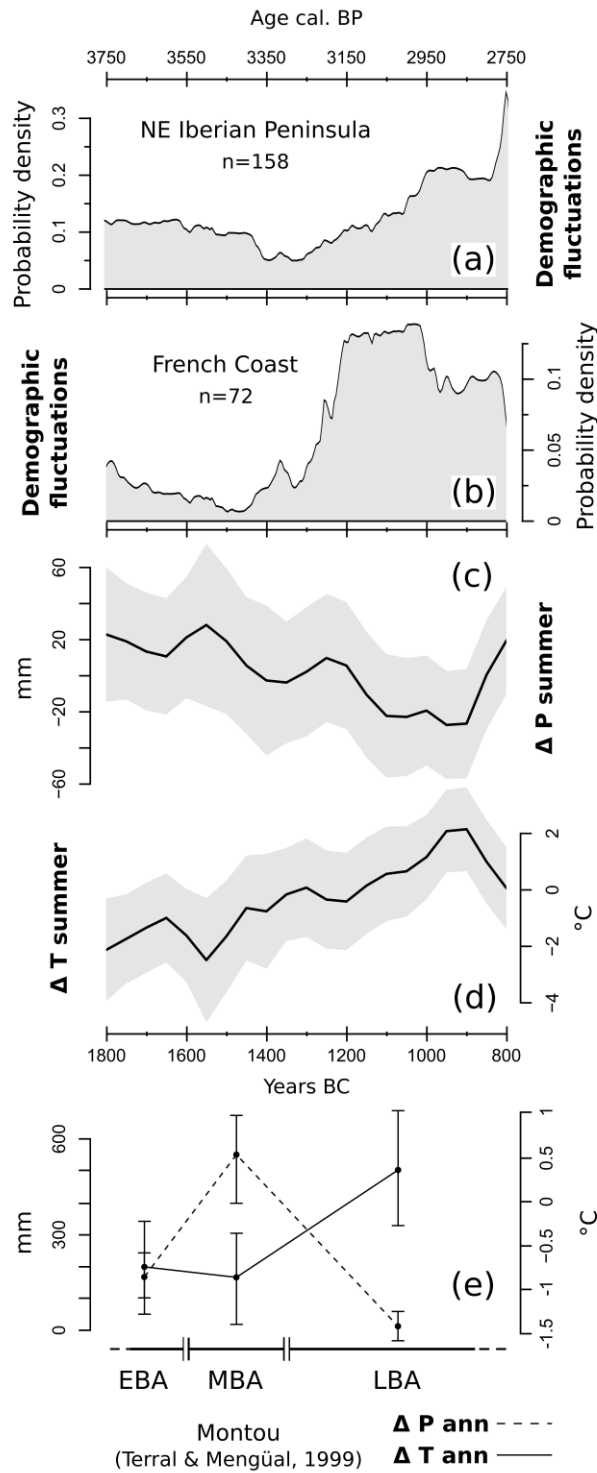 Age cal. BP
3750 3550 3350 3150 2950 2750
Probability density
0 0.1 0.2 0.3
NE Iberian Peninsula
n=158
(a)
Demographic
fluctuations
Demographic
fluctuations
French Coast
n=72
(b)
0 0.05 0.1
Probability density
mm
−60 −20 20 60
(c)
Δ P summer
Δ T summer
(d)
−4 −2 0 2
°C
1800 1600 1400 1200 1000 800
Years BC
mm
0 300 600
(e)
−1.5 −1 −0.5 0 0.5 1
°C
EBA MBA LBA
Montou
(Terral & Mengüal, 1999)
Δ P ann
Δ T ann